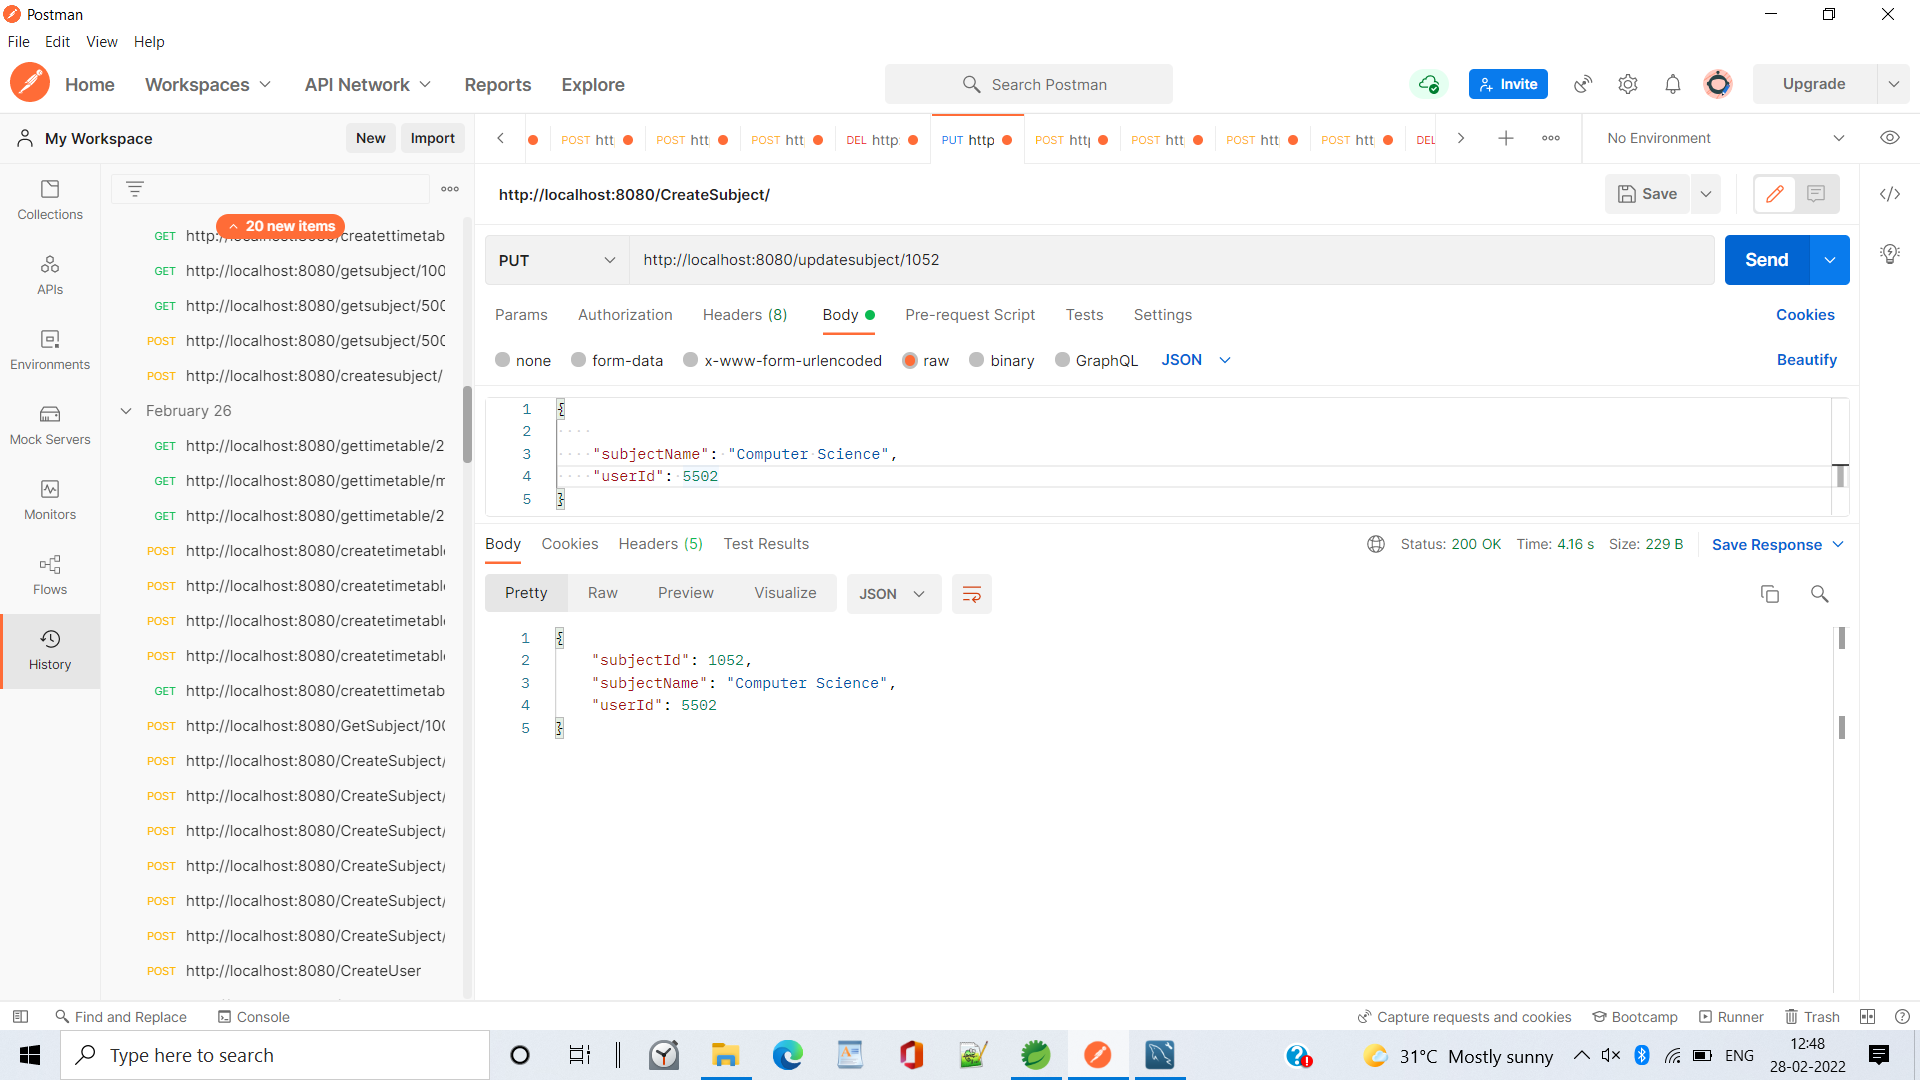 Postman
File Edit View Help
Home Workspaces API Network Reports Explore Search Postman Invite Upgrade
My Workspace New Import POST htt POST htt POST htt DEL http PUT http POST htt POST htt POST htt POST htt DEL No Environment
http://localhost:8080/CreateSubject/ Save
PUT http://localhost:8080/updatesubject/1052 Send
Params Authorization Headers (8) Body Pre-request Script Tests Settings Cookies
none form-data x-www-form-urlencoded raw binary GraphQL JSON Beautify
1 {
2
3 "subjectName": "Computer Science",
4 "userId": 5502
5 }
Body Cookies Headers (5) Test Results Status: 200 OK Time: 4.16 s Size: 229 B Save Response
Pretty Raw Preview Visualize JSON
1 {
2 "subjectId": 1052,
3 "subjectName": "Computer Science",
4 "userId": 5502
5 }
Collections
APIs
Environments
Mock Servers
Monitors
Flows
History
20 new items
GET http://localhost:8080/createttimetab
GET http://localhost:8080/getsubject/100
GET http://localhost:8080/getsubject/500
POST http://localhost:8080/getsubject/500
POST http://localhost:8080/createsubject/
February 26
GET http://localhost:8080/gettimetable/2
GET http://localhost:8080/gettimetable/m
GET http://localhost:8080/gettimetable/2
POST http://localhost:8080/createtimetabl
POST http://localhost:8080/createtimetabl
POST http://localhost:8080/createtimetabl
POST http://localhost:8080/createtimetabl
GET http://localhost:8080/createttimetab
POST http://localhost:8080/GetSubject/100
POST http://localhost:8080/CreateSubject/
POST http://localhost:8080/CreateSubject/
POST http://localhost:8080/CreateSubject/
POST http://localhost:8080/CreateSubject/
POST http://localhost:8080/CreateSubject/
POST http://localhost:8080/CreateSubject/
POST http://localhost:8080/CreateUser
Find and Replace Console Capture requests and cookies Bootcamp Runner Trash
Type here to search 31°C Mostly sunny ENG 12:48
28-02-2022